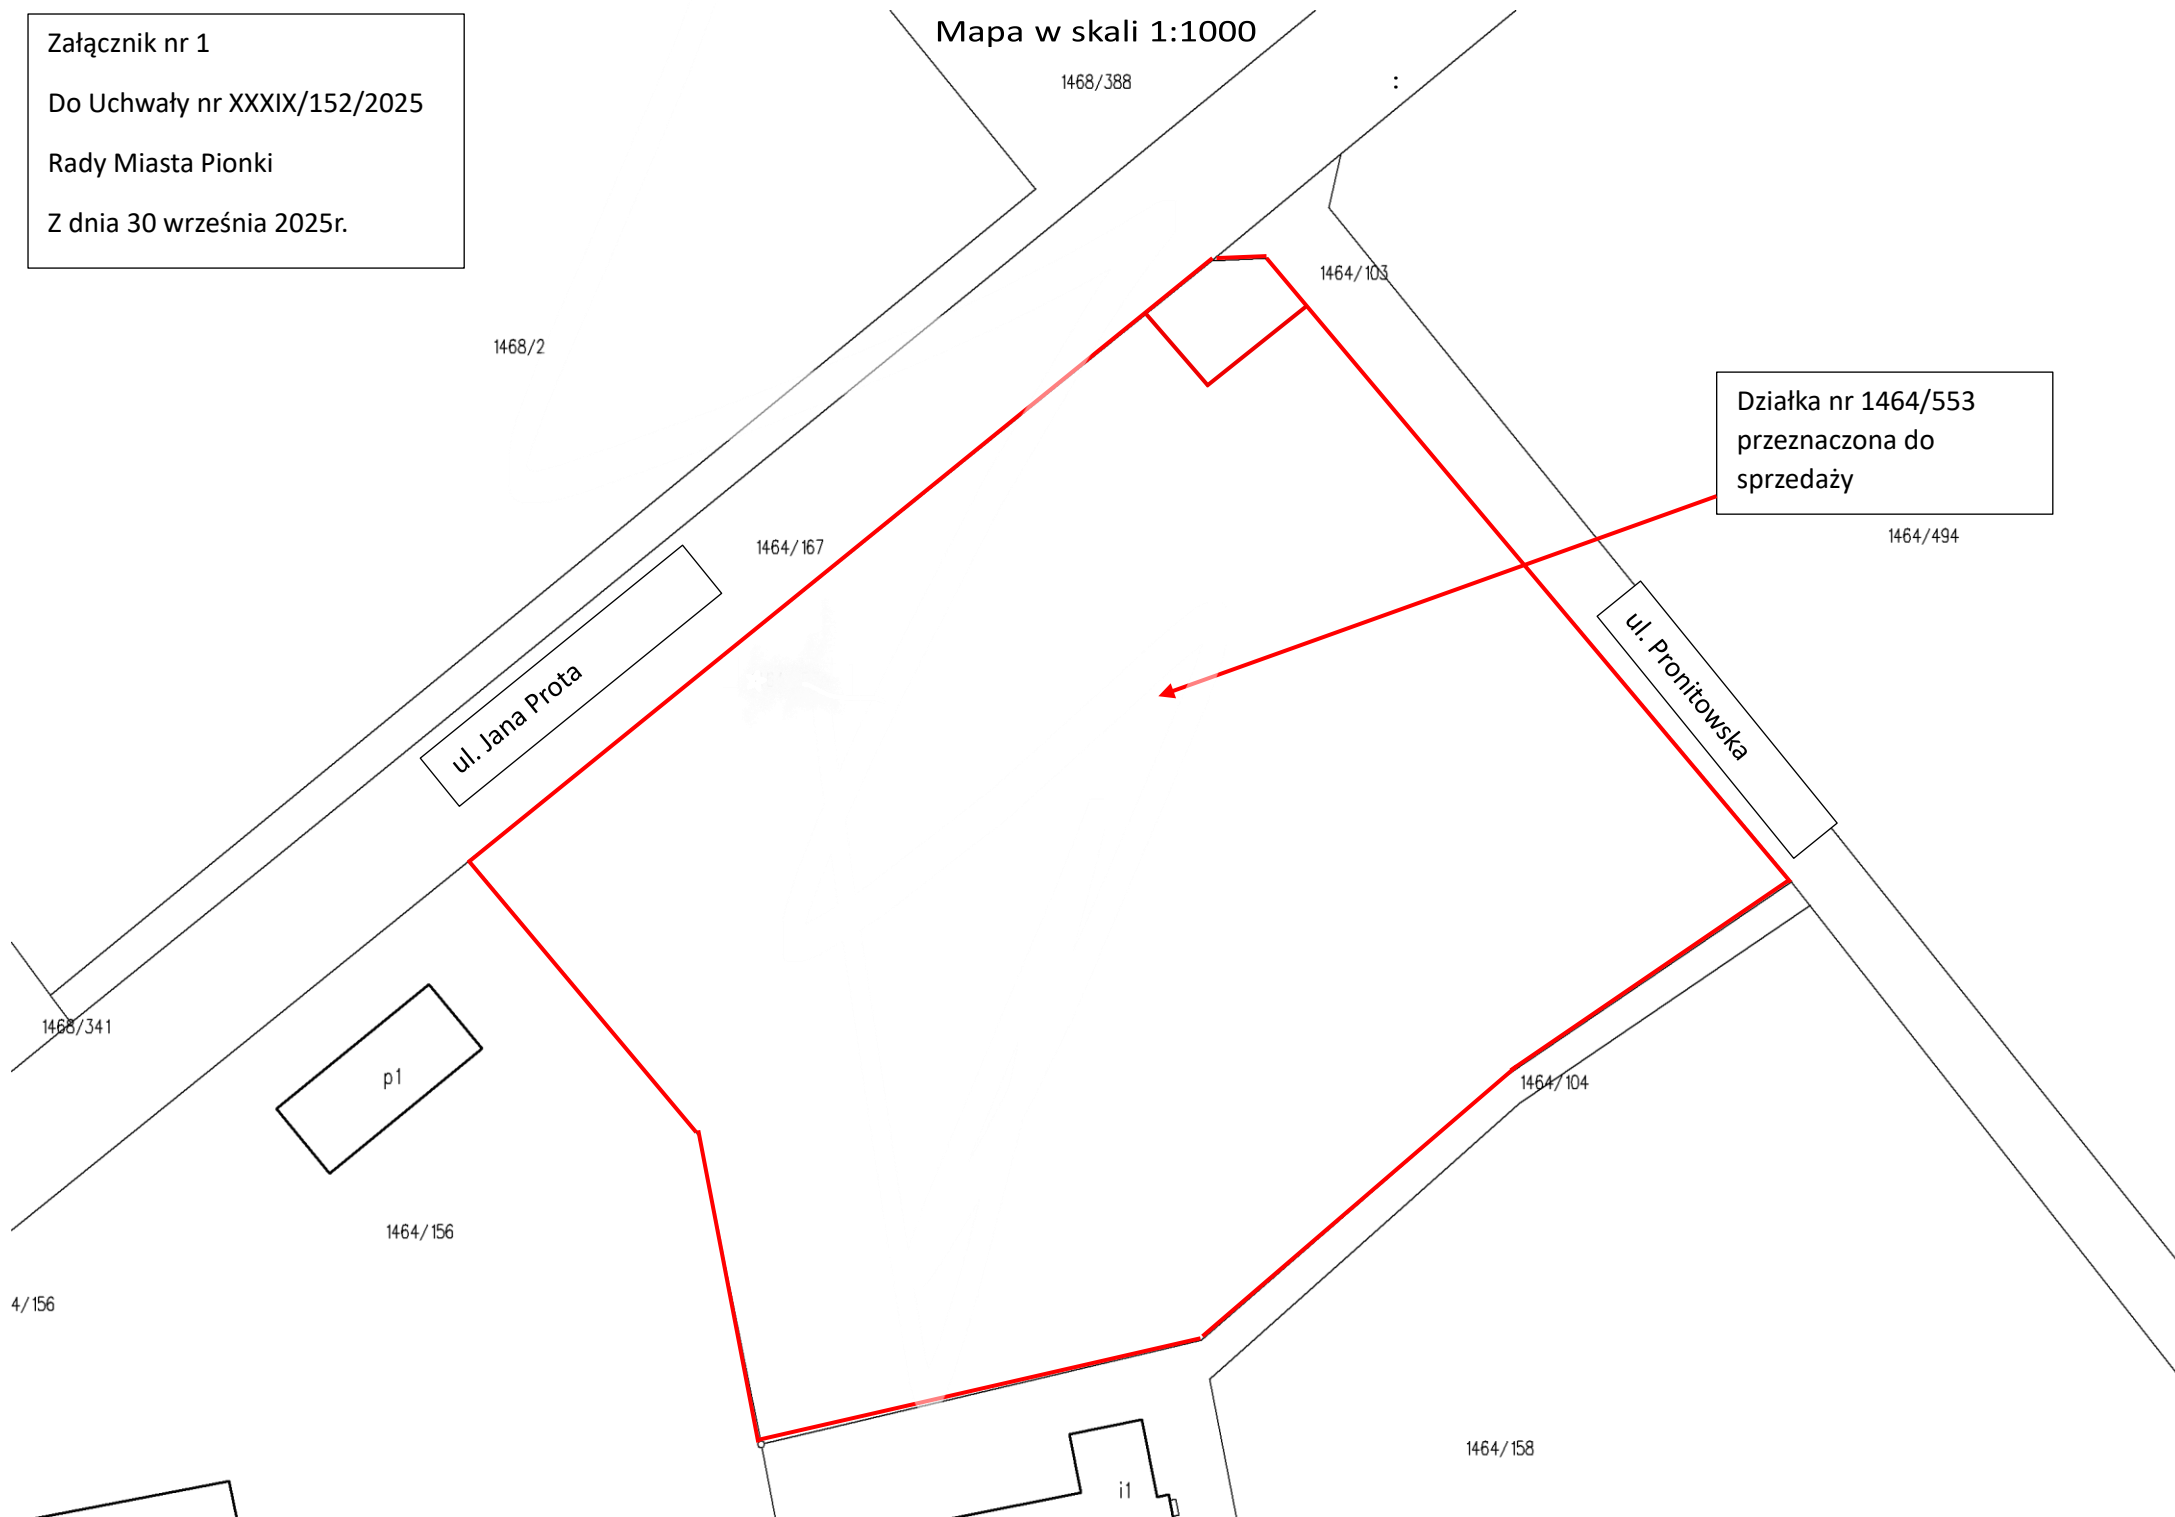 Załącznik nr 1
Do Uchwały nr XXXIX/152/2025
Rady Miasta Pionki
Z dnia 30 września 2025r.
Mapa w skali 1:1000
1468/388
:
1464/103
1468/2
Działka nr 1464/553
przeznaczona do
sprzedaży
1464/494
1464/167
ul. Jana Prota
ul. Pronitowska
1468/341
p1
1464/104
1464/156
4/156
1464/158
i1